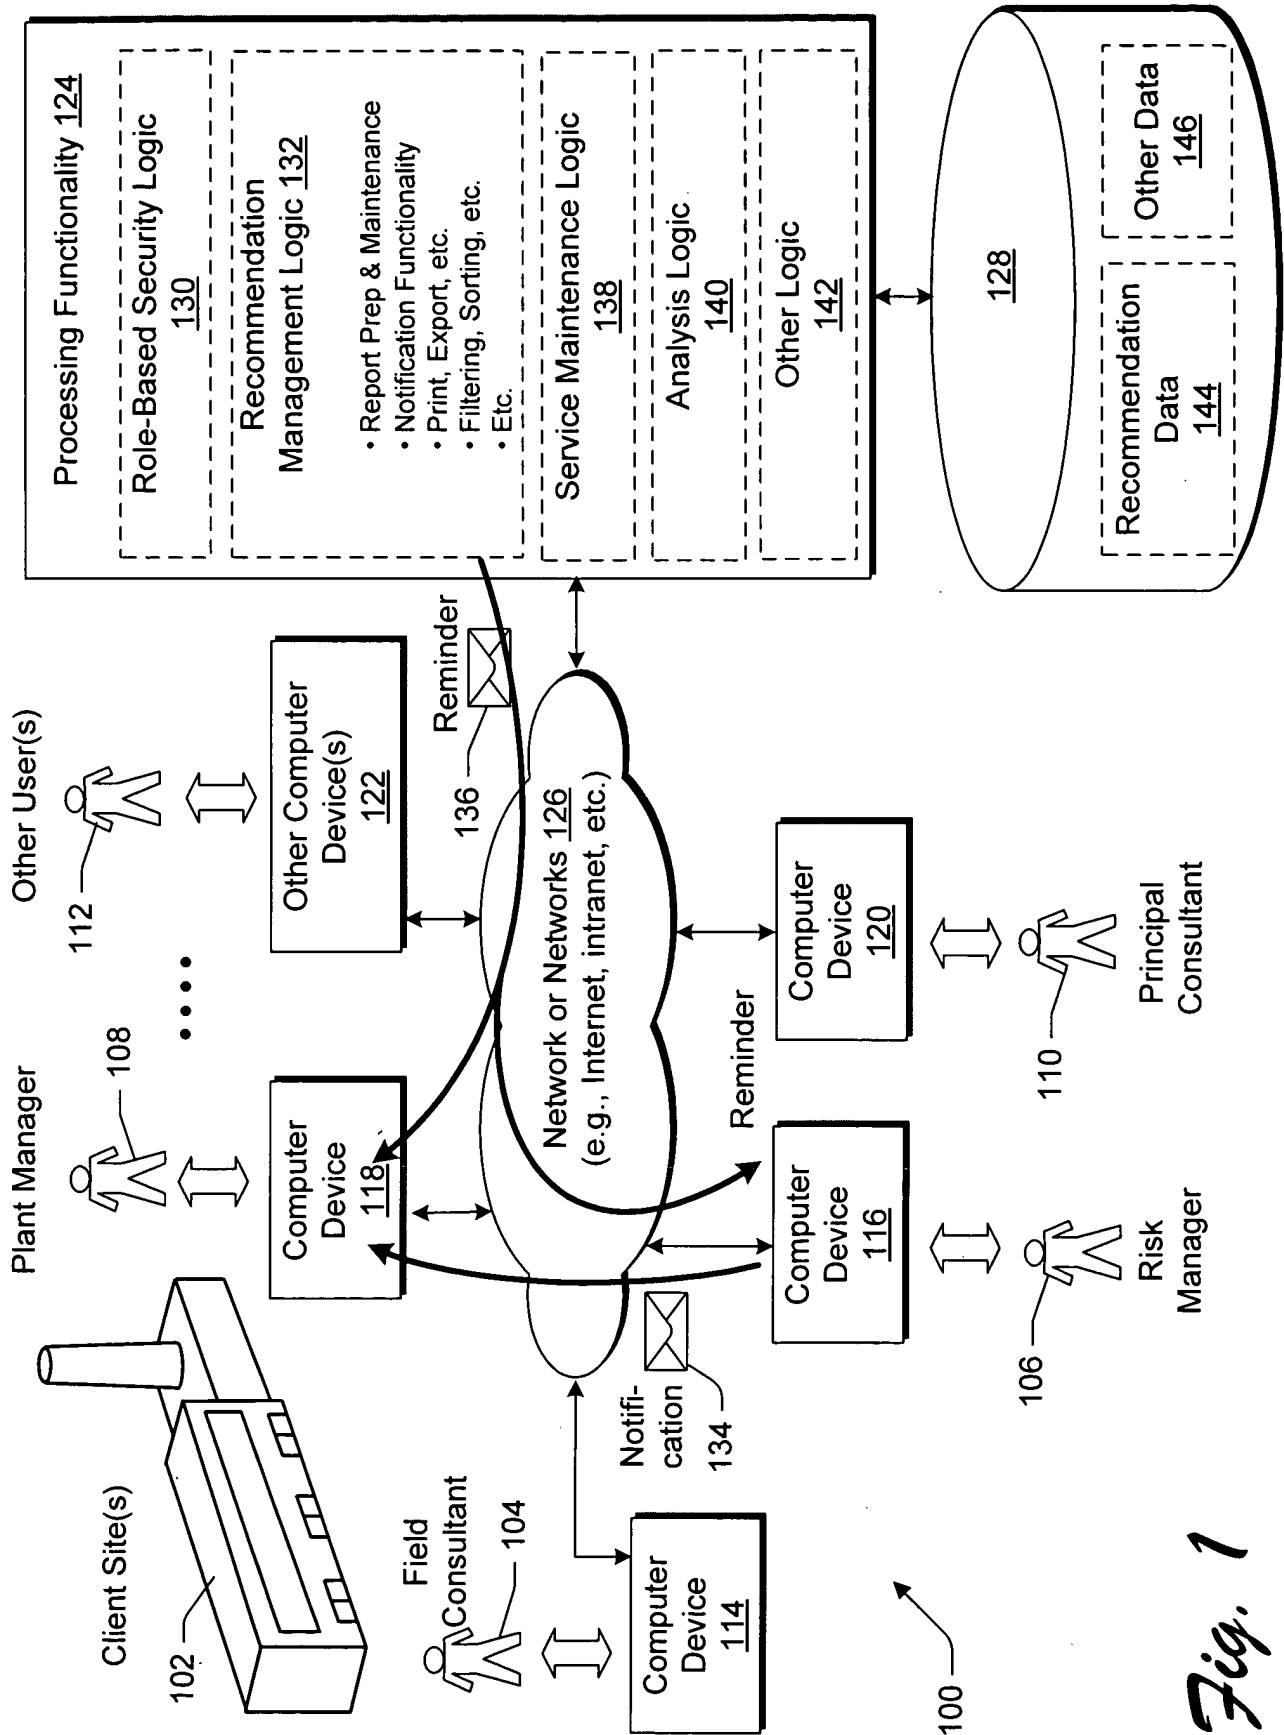 Client Site(s)
102
Plant Manager
108
Other User(s)
112
Field
Consultant
104
Computer
Device
114
Computer
Device
118
Other Computer
Device(s)
122
Reminder
136
Notifi-
cation
134
Network or Networks 126
(e.g., Internet, intranet, etc.)
Reminder
Computer
Device
116
Computer
Device
120
106
Risk
Manager
110
Principal
Consultant
Processing Functionality 124
Role-Based Security Logic
130
Recommendation
Management Logic 132
• Report Prep & Maintenance
• Notification Functionality
• Print, Export, etc.
• Filtering, Sorting, etc.
• Etc.
Service Maintenance Logic
138
Analysis Logic
140
Other Logic
142
128
Recommendation
Data
144
Other Data
146
100
Fig. 1